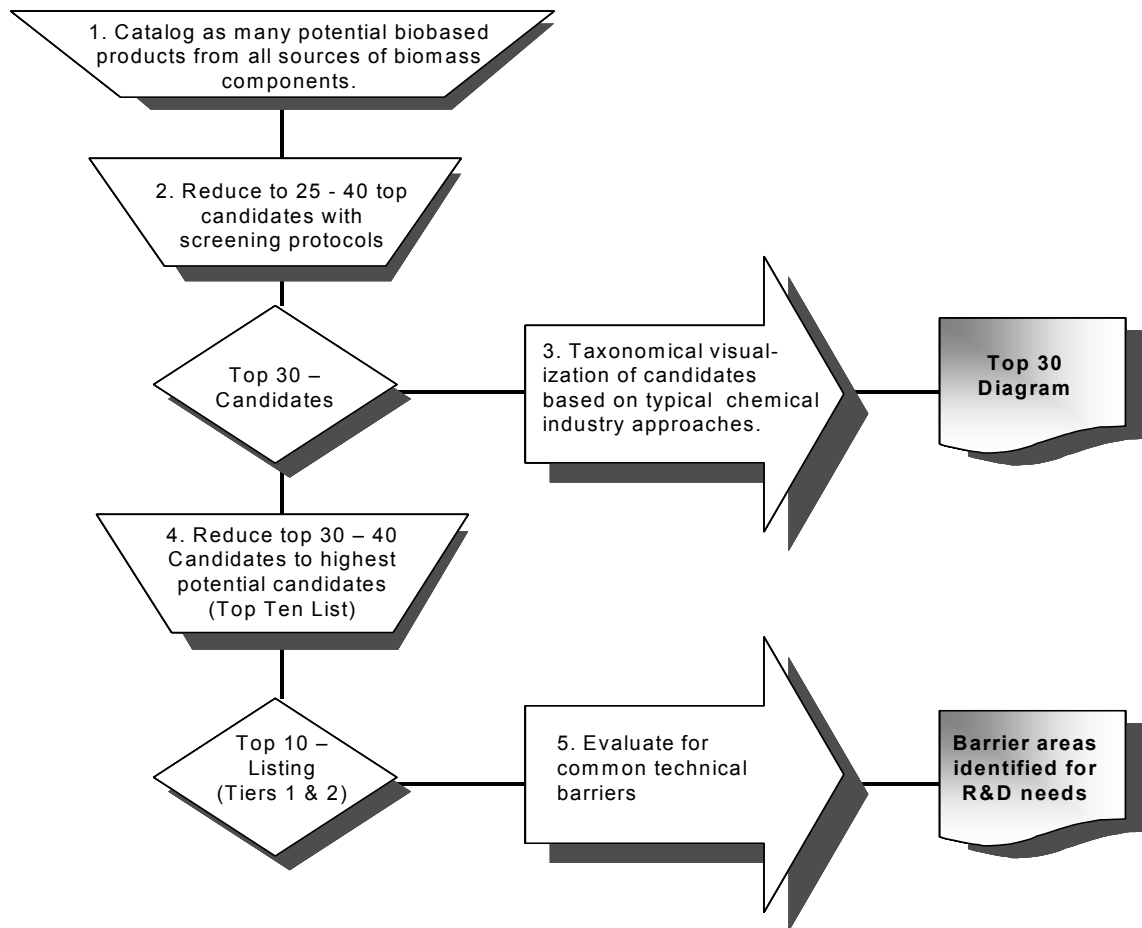 1. Catalog as many potential biobased
products from all sources of biomass
components.
2. Reduce to 25 - 40 top
candidates with
screening protocols
Top 30 –
Candidates
3. Taxonomical visual-
ization of candidates
based on typical chemical
industry approaches.
Top 30
Diagram
4. Reduce top 30 – 40
Candidates to highest
potential candidates
(Top Ten List)
Top 10 –
Listing
(Tiers 1 & 2)
5. Evaluate for
common technical
barriers
Barrier areas
identified for
R&D needs